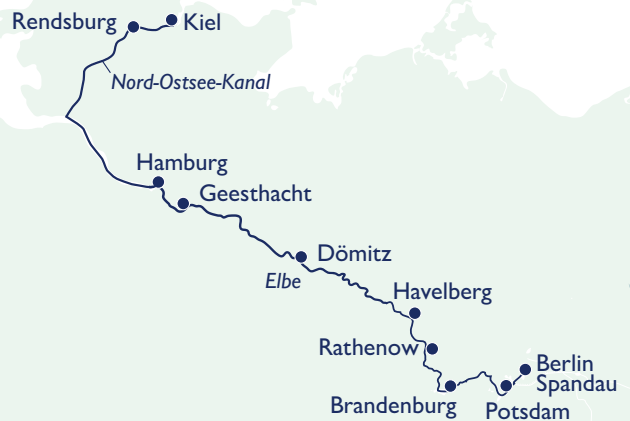 Rendsburg
Kiel
Nord-Ostsee-Kanal
Hamburg
Geesthacht
Dömitz
Elbe
Havelberg
Rathenow
Berlin
Spandau
Brandenburg
Potsdam